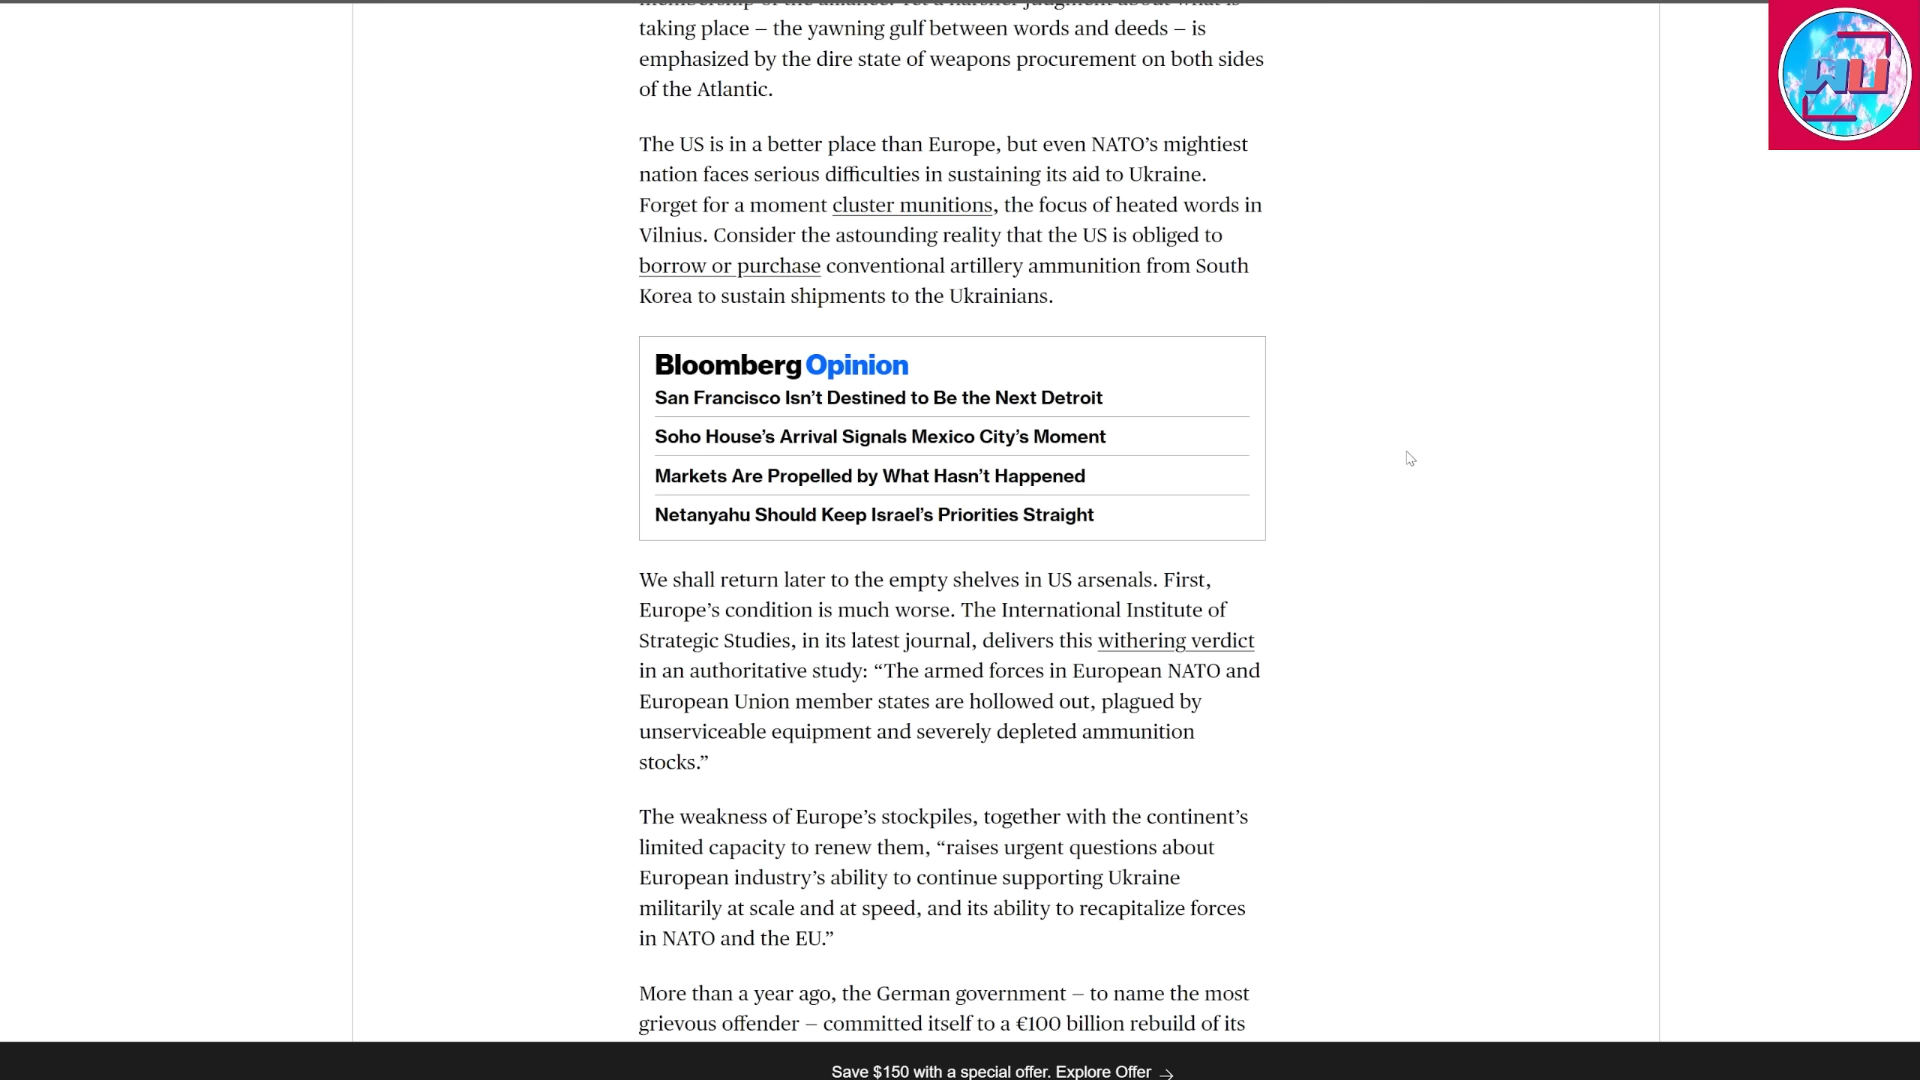 taking place – the yawning gulf between words and deeds – is
emphasized by the dire state of weapons procurement on both sides
of the Atlantic.
The US is in a better place than Europe, but even NATO’s mightiest
nation faces serious difficulties in sustaining its aid to Ukraine.
Forget for a moment cluster munitions, the focus of heated words in
Vilnius. Consider the astounding reality that the US is obliged to
borrow or purchase conventional artillery ammunition from South
Korea to sustain shipments to the Ukrainians.
Bloomberg Opinion
San Francisco Isn’t Destined to Be the Next Detroit
Soho House’s Arrival Signals Mexico City’s Moment
Markets Are Propelled by What Hasn’t Happened
Netanyahu Should Keep Israel’s Priorities Straight
We shall return later to the empty shelves in US arsenals. First,
Europe’s condition is much worse. The International Institute of
Strategic Studies, in its latest journal, delivers this withering verdict
in an authoritative study: “The armed forces in European NATO and
European Union member states are hollowed out, plagued by
unserviceable equipment and severely depleted ammunition
stocks.”
The weakness of Europe’s stockpiles, together with the continent’s
limited capacity to renew them, “raises urgent questions about
European industry’s ability to continue supporting Ukraine
militarily at scale and at speed, and its ability to recapitalize forces
in NATO and the EU.”
More than a year ago, the German government – to name the most
grievous offender – committed itself to a €100 billion rebuild of its
Save $150 with a special offer. Explore Offer →
WU